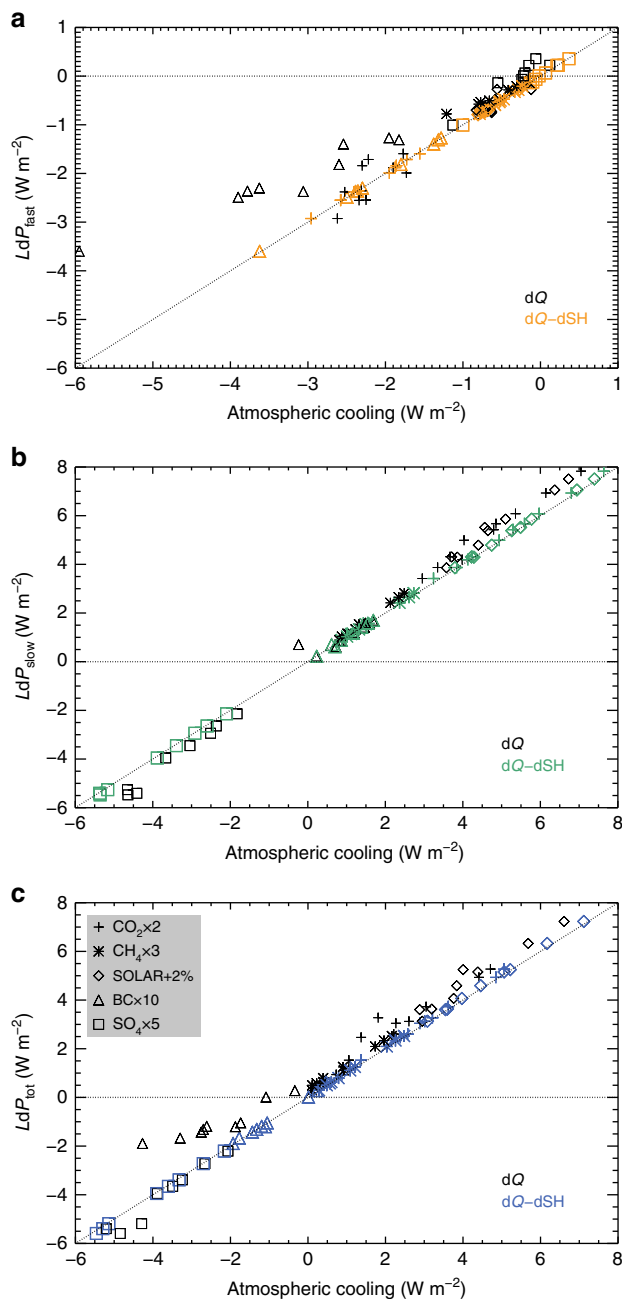 a
1
0
−1
−2
−3
−4
−5
−6
LdPfast (W m−2)
dQ
dQ−dSH
−6 −5 −4 −3 −2 −1 0 1
Atmospheric cooling (W m−2)
b
8
6
4
2
0
−2
−4
−6
LdPslow (W m−2)
dQ
dQ−dSH
−6 −4 −2 0 2 4 6 8
Atmospheric cooling (W m−2)
c
8
6
4
2
0
−2
−4
−6
LdPtot (W m−2)
CO2×2
CH4×3
SOLAR+2%
BC×10
SO4×5
dQ
dQ−dSH
−6 −4 −2 0 2 4 6 8
Atmospheric cooling (W m−2)